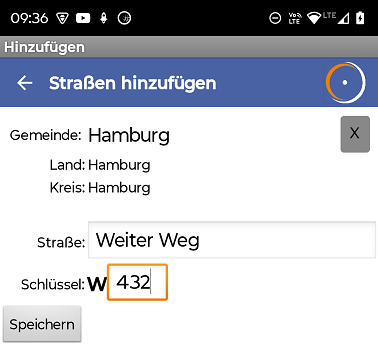 09:36 Vo) LTE LTE
Hinzufügen
Straßen hinzufügen
Gemeinde: Hamburg X
Land: Hamburg
Kreis: Hamburg
Straße: Weiter Weg
Schlüssel: W 432
Speichern